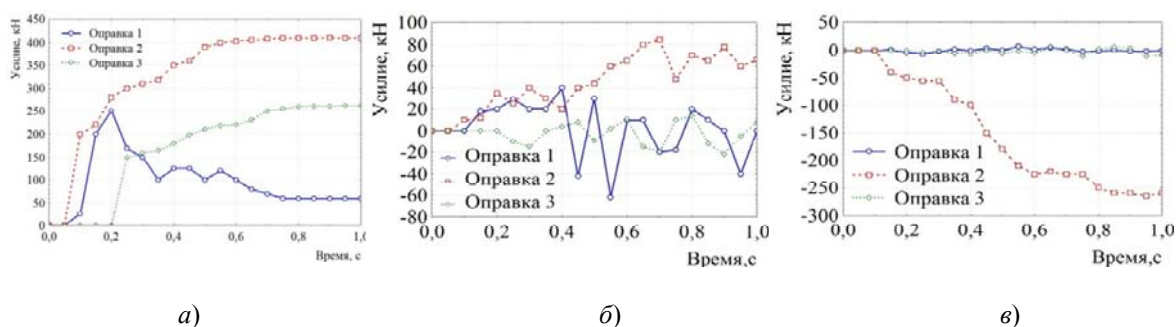 Усилие, кН
450
400
350
300
250
200
150
100
50
0
Оправка 1
Оправка 2
Оправка 3
0,0 0,2 0,4 0,6 0,8 1,0
Время, с
а)
Усилие, кН
100
80
60
40
20
0
-20
-40
-60
-80
Оправка 1
Оправка 2
Оправка 3
0,0 0,2 0,4 0,6 0,8 1,0
Время,с
б)
Усилие, кН
50
0
-50
-100
-150
-200
-250
-300
Оправка 1
Оправка 2
Оправка 3
0,0 0,2 0,4 0,6 0,8 1,0
Время,с
в)